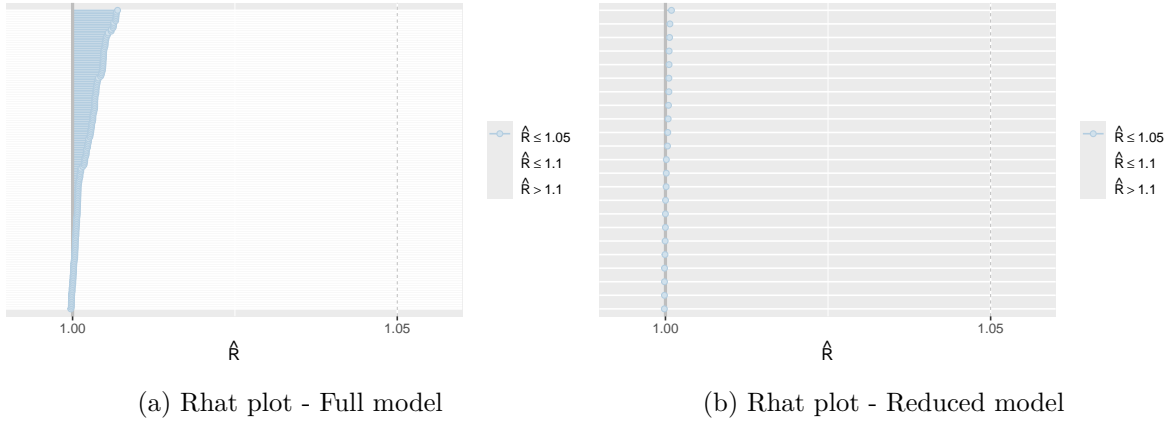 R̂ ≤ 1.05
R̂ ≤ 1.1
R̂ > 1.1
1.00 1.05
R̂
(a) Rhat plot - Full model
R̂ ≤ 1.05
R̂ ≤ 1.1
R̂ > 1.1
1.00 1.05
R̂
(b) Rhat plot - Reduced model